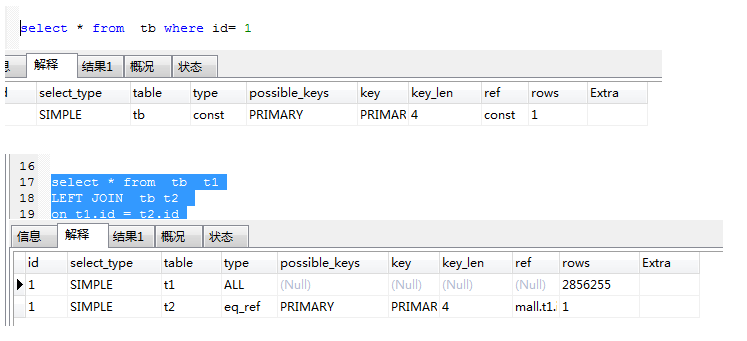 select * from  tb where id= 1
息 解释 结果1 概况 状态
d select_type table type possible_keys key key_len ref rows Extra
SIMPLE tb const PRIMARY PRIMAR 4 const 1
16
17 select * from  tb  t1
18 LEFT JOIN  tb t2
19 on t1.id = t2.id
信息 解释 结果1 概况 状态
id select_type table type possible_keys key key_len ref rows Extra
1 SIMPLE t1 ALL (Null) (Null) (Null) (Null) 2856255
1 SIMPLE t2 eq_ref PRIMARY PRIMAR 4 mall.t1. 1